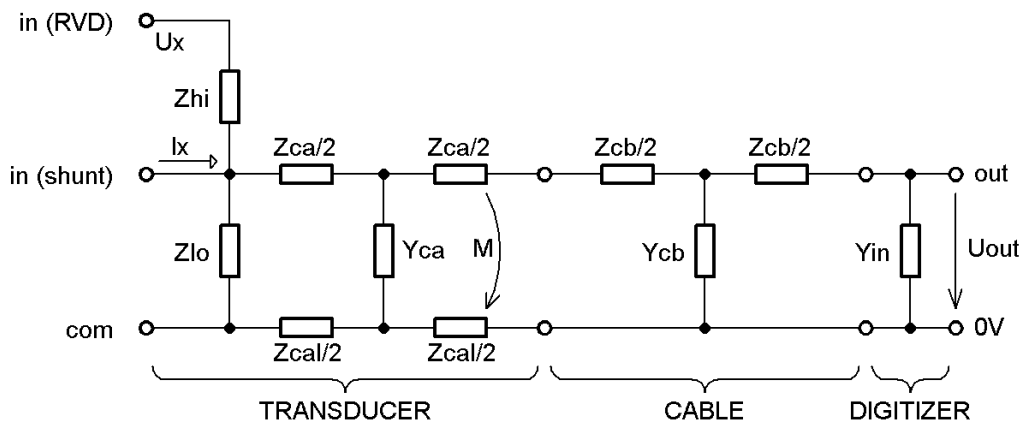 in (RVD)
Ux
Zhi
Ix
Zca/2
Zca/2
Zcb/2
Zcb/2
in (shunt)
out
Zlo
Yca
M
Ycb
Yin
Uout
com
0V
Zcal/2
Zcal/2
TRANSDUCER
CABLE
DIGITIZER